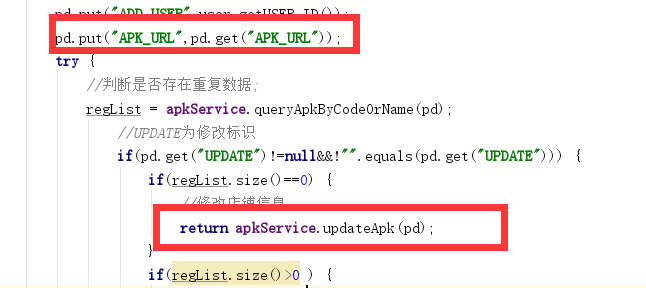 pd.put("ADD_USER",user.getUSER_ID());
pd.put("APK_URL",pd.get("APK_URL"));
try {
//判断是否存在重复数据;
regList = apkService.queryApkByCodeOrName(pd);
//UPDATE为修改标识
if(pd.get("UPDATE")!=null&&!"".equals(pd.get("UPDATE"))) {
if(regList.size()==0) {
//修改店铺信息
return apkService.updateApk(pd);
}
if(regList.size()>0 ) {